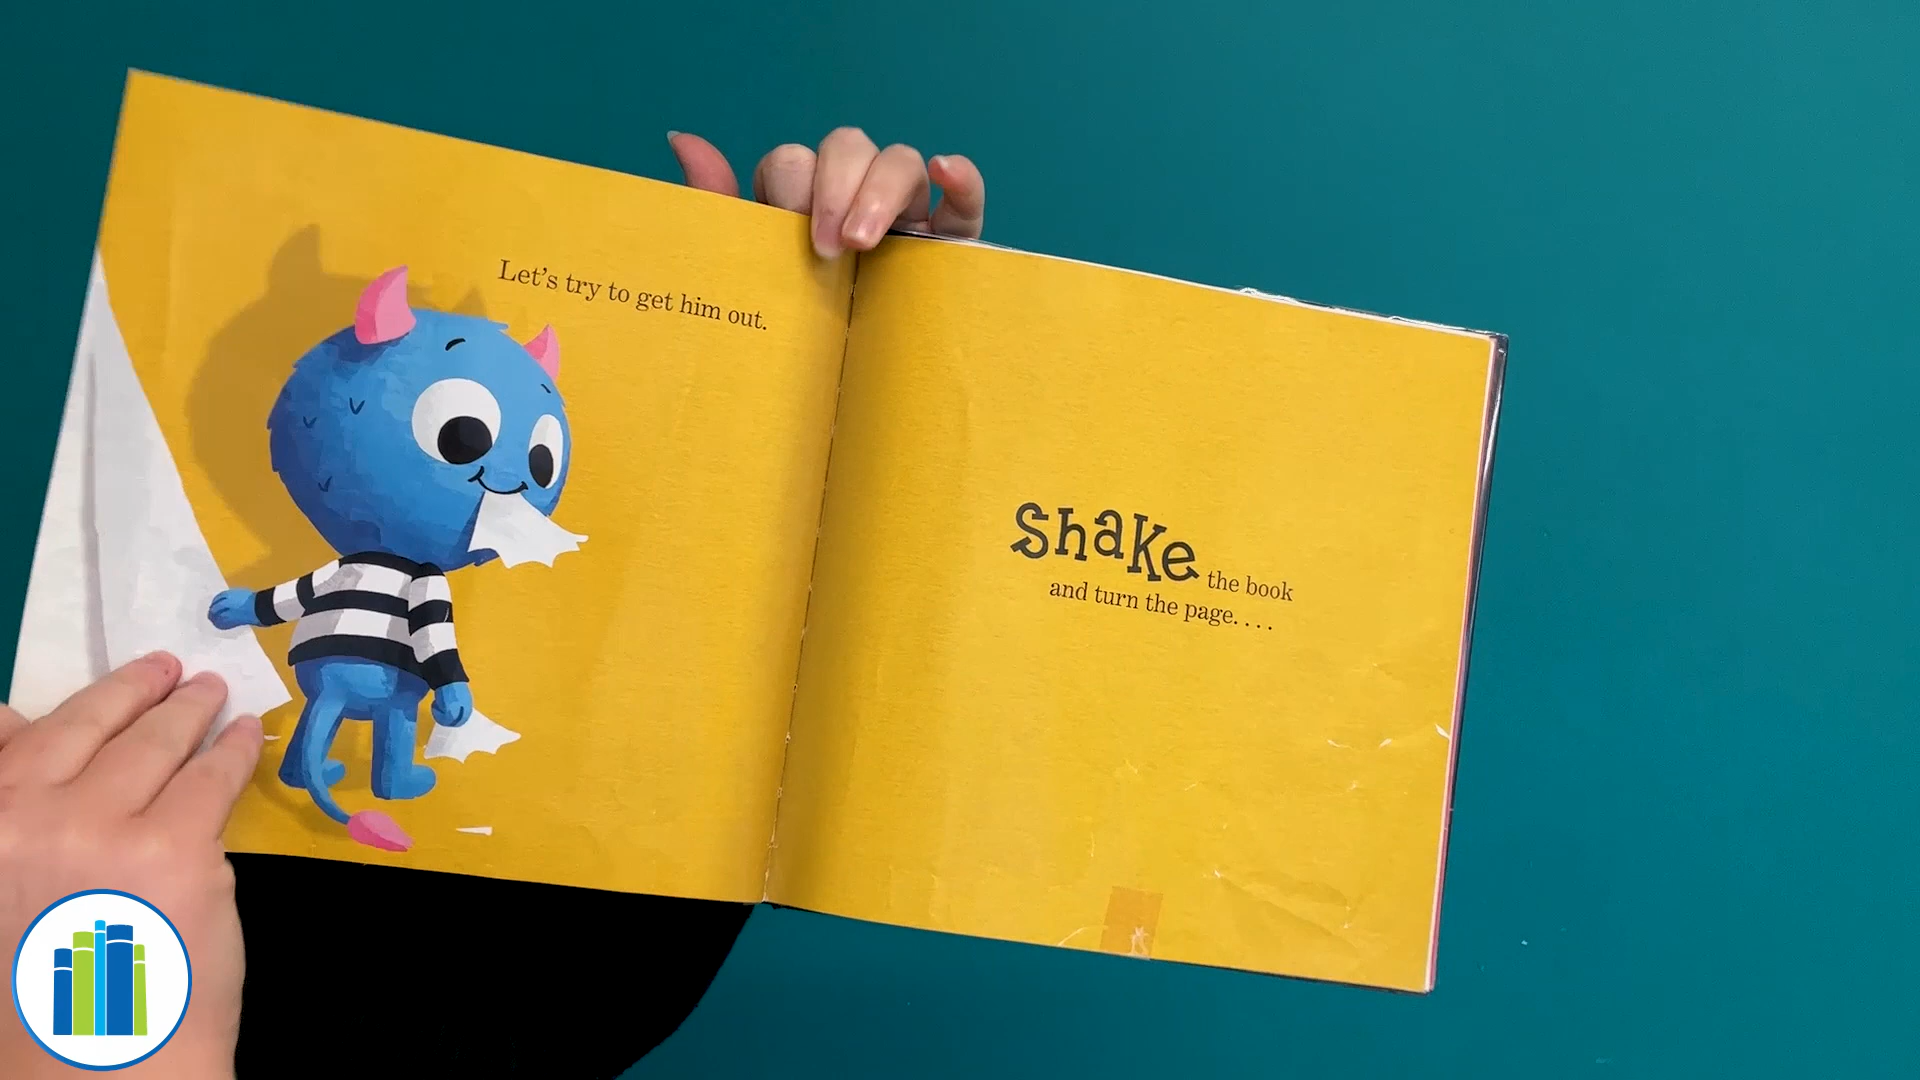 Let's try to get him out.
Shake the book
and turn the page. . . .